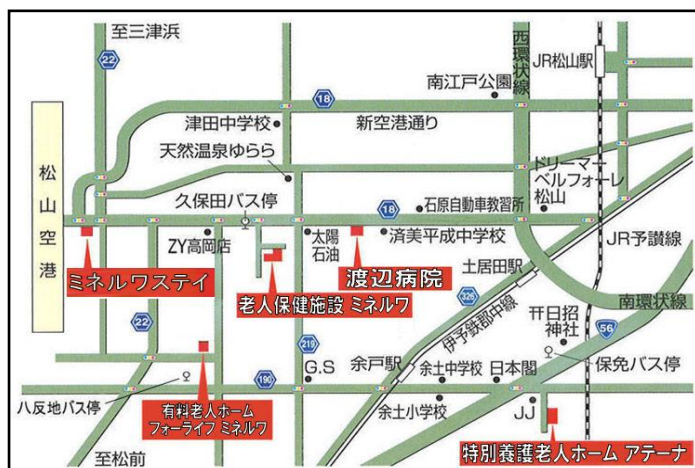 至三津浜
22
西環状線
JR松山駅
南江戸公園
18
新空港通り
津田中学校
天然温泉ゆらら
ドリーマー
ベルフォーレ
松山
松山空港
久保田バス停
18
石原自動車教習所
ZY高岡店
太陽
石油
済美平成中学校
JR予讃線
ミネルワステイ
老人保健施設 ミネルワ
渡辺病院
土居田駅
326
伊予鉄郡中線
南環状線
22
219
日招
神社
56
余戸駅
G.S
余土中学校
日本閣
保免バス停
190
八反地バス停
有料老人ホーム
フォーライフ ミネルワ
余土小学校
JJ
至松前
特別養護老人ホーム アテーナ